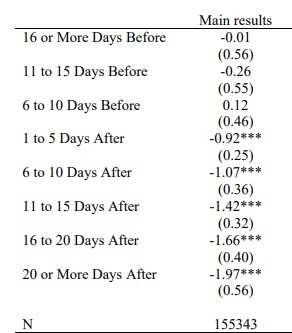 Main results
16 or More Days Before -0.01
(0.56)
11 to 15 Days Before -0.26
(0.55)
6 to 10 Days Before 0.12
(0.46)
1 to 5 Days After -0.92***
(0.25)
6 to 10 Days After -1.07***
(0.36)
11 to 15 Days After -1.42***
(0.32)
16 to 20 Days After -1.66***
(0.40)
20 or More Days After -1.97***
(0.56)
N 155343